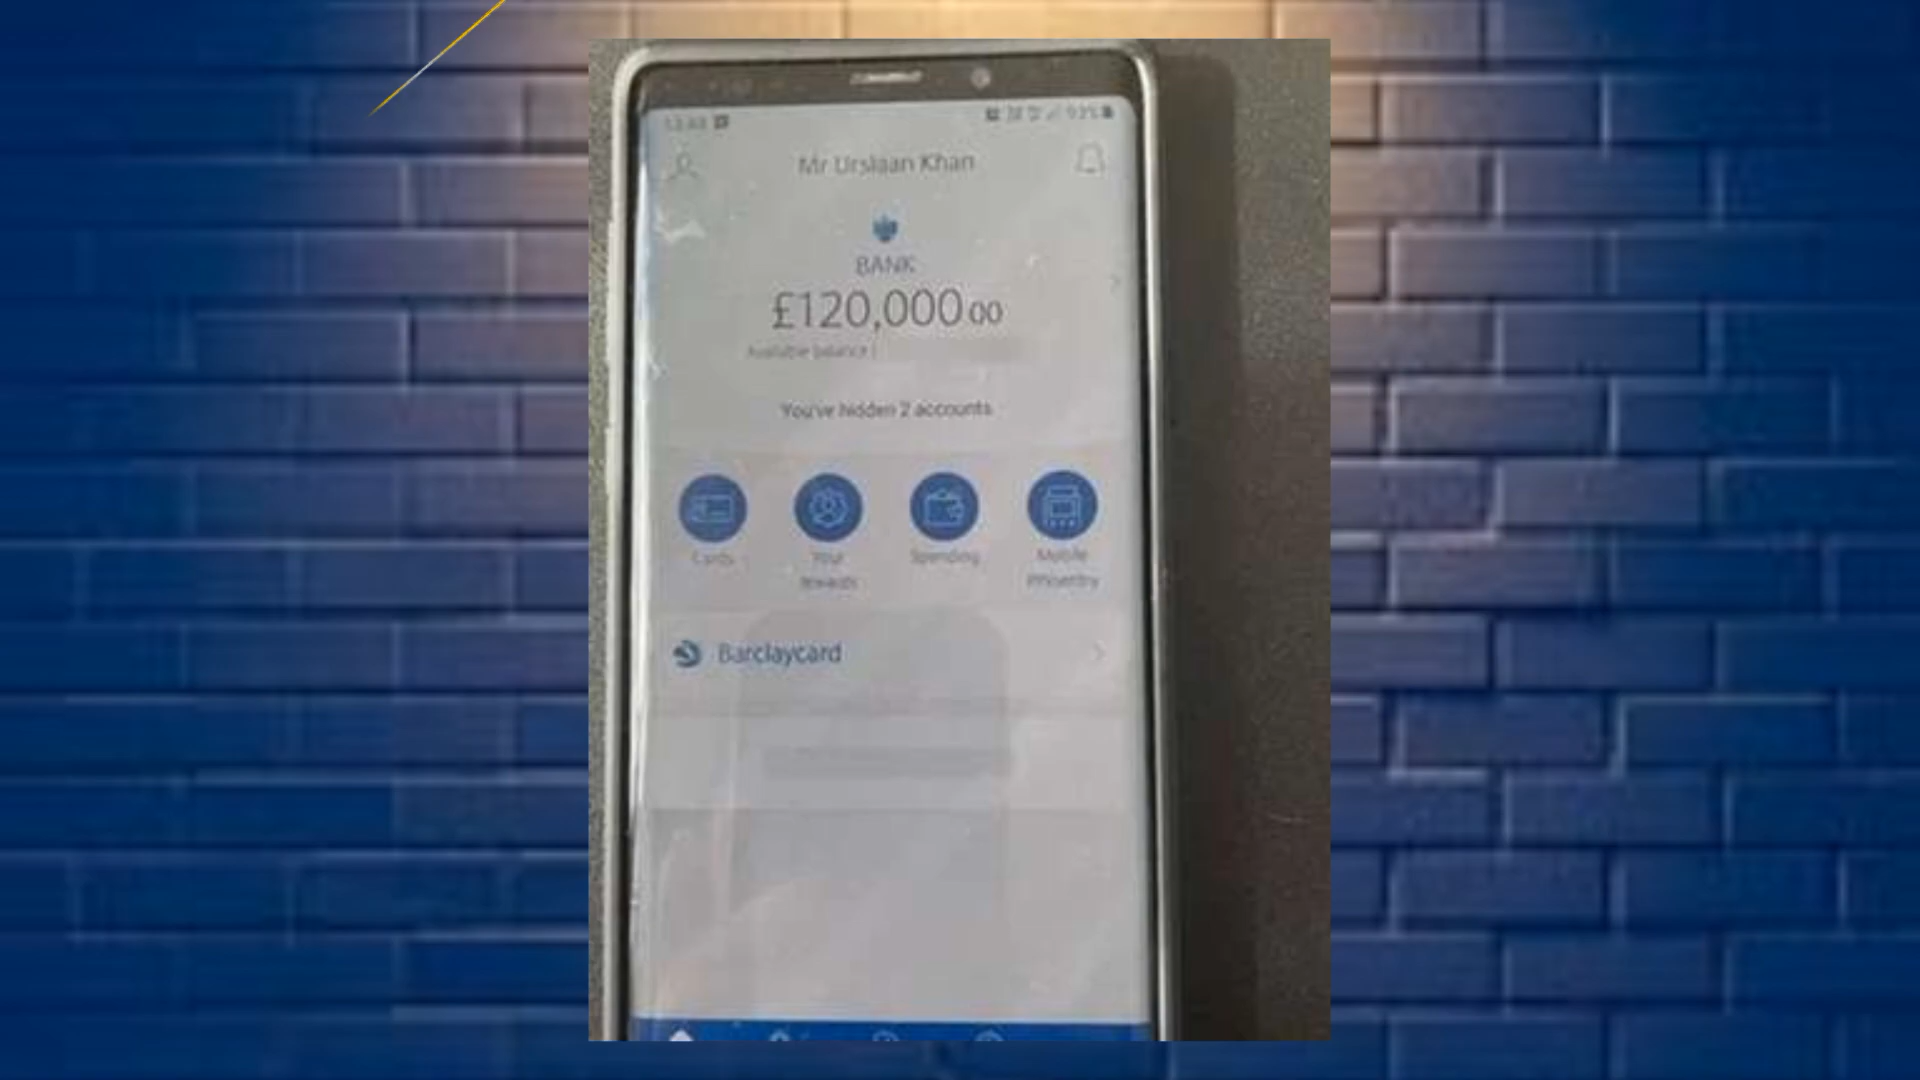 93%
Mr Urslaan Khan
BANK
£120,000 00
Available balance
You've hidden 2 accounts
Cards
Your rewards
Spending
Mobile PINsentry
Barclaycard